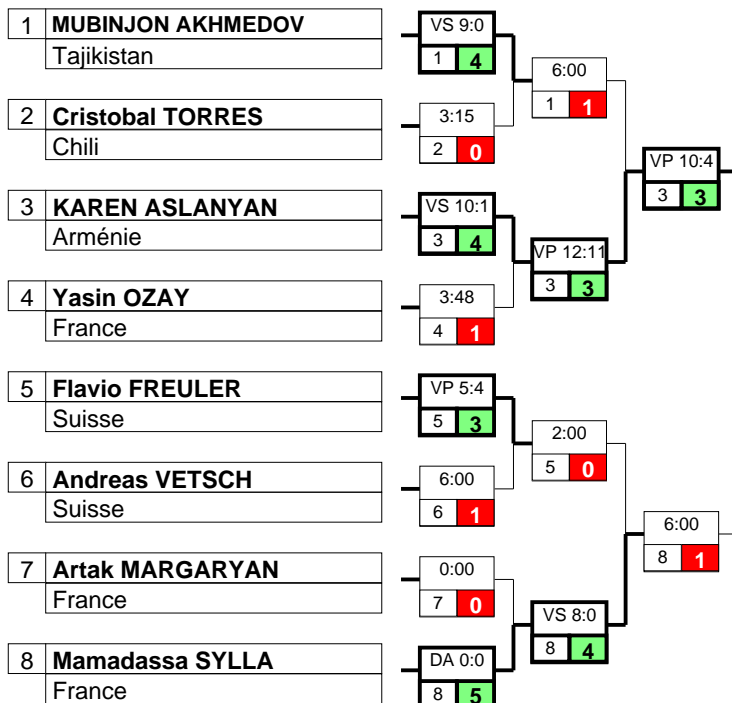 1 MUBINJON AKHMEDOV
Tajikistan
VS 9:0
1 4
6:00
1 1
2 Cristobal TORRES
Chili
3:15
2 0
VP 10:4
3 3
3 KAREN ASLANYAN
Arménie
VS 10:1
3 4
VP 12:11
3 3
4 Yasin OZAY
France
3:48
4 1
5 Flavio FREULER
Suisse
VP 5:4
5 3
2:00
5 0
6 Andreas VETSCH
Suisse
6:00
6 1
6:00
8 1
7 Artak MARGARYAN
France
0:00
7 0
VS 8:0
8 4
8 Mamadassa SYLLA
France
DA 0:0
8 5